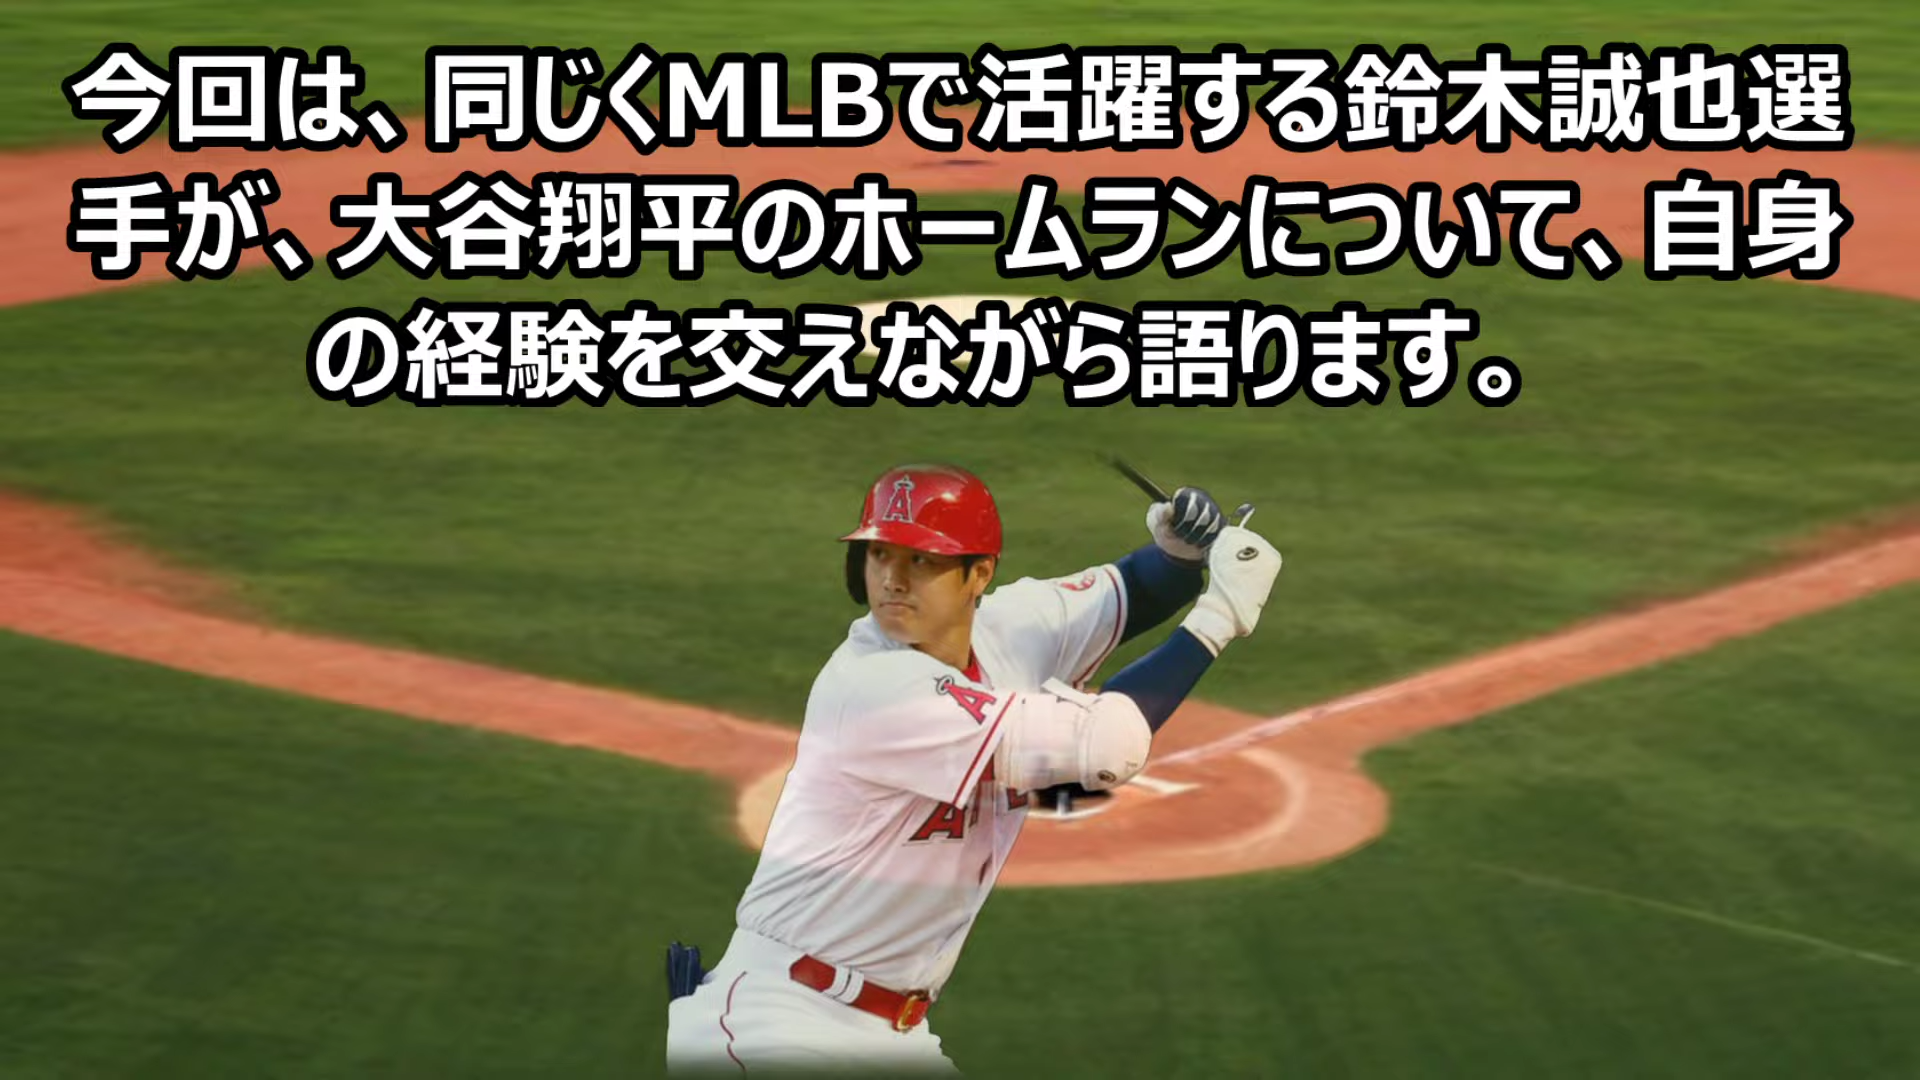 今回は、同じくMLBで活躍する鈴木誠也選
手が、大谷翔平のホームランについて、自身
の経験を交えながら語ります。
A
A
A